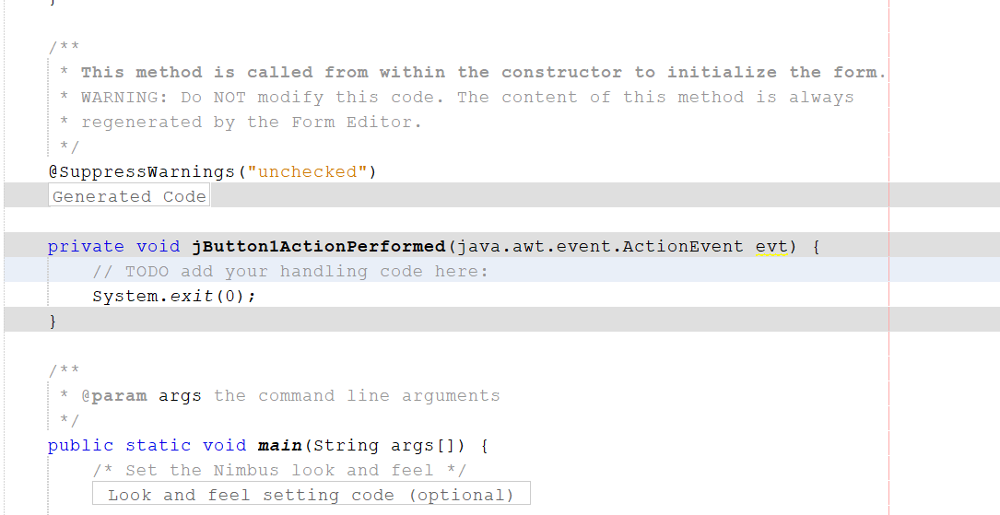 }
/**
* This method is called from within the constructor to initialize the form.
* WARNING: Do NOT modify this code. The content of this method is always
* regenerated by the Form Editor.
*/
@SuppressWarnings("unchecked")
Generated Code
private void jButton1ActionPerformed(java.awt.event.ActionEvent evt) {
// TODO add your handling code here:
System.exit(0);
}
/**
* @param args the command line arguments
*/
public static void main(String args[]) {
/* Set the Nimbus look and feel */
Look and feel setting code (optional)